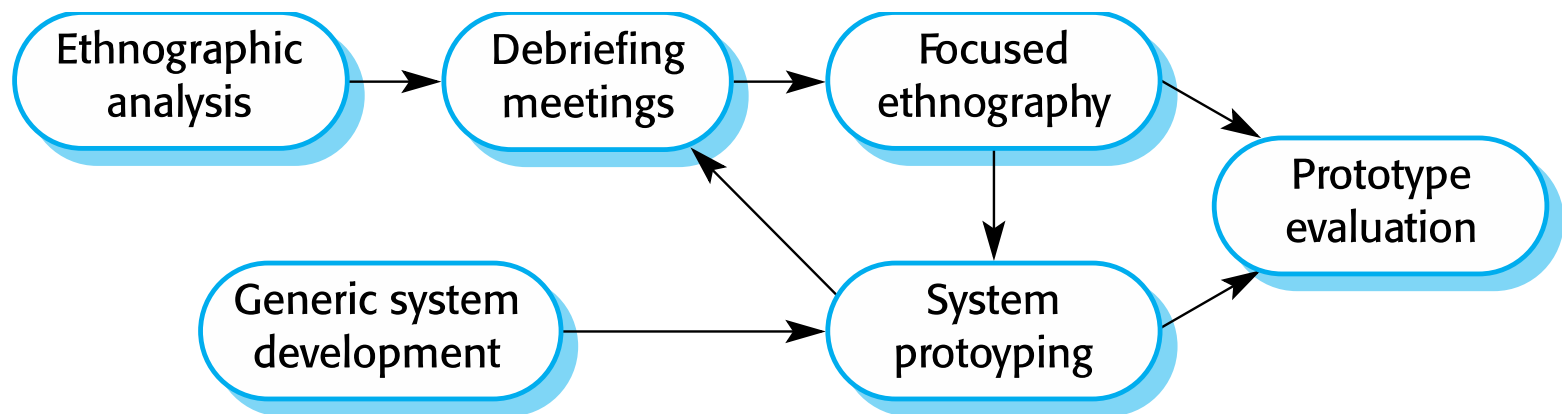 Ethnographic
analysis
Debriefing
meetings
Focused
ethnography
Prototype
evaluation
Generic system
development
System
protoyping